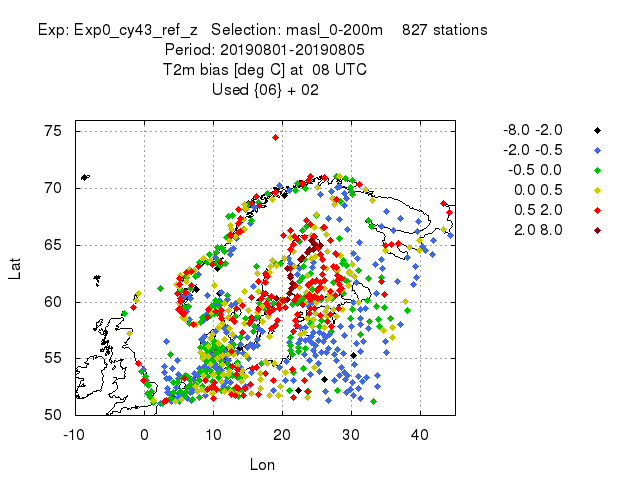 Exp: Exp0_cy43_ref_z   Selection: masl_0-200m    827 stations
Period: 20190801-20190805
T2m bias [deg C] at  08 UTC
Used {06} + 02
75
70
65
60
55
50
-10 0 10 20 30 40
Lat
Lon
-8.0 -2.0
-2.0 -0.5
-0.5 0.0
0.0 0.5
0.5 2.0
2.0 8.0